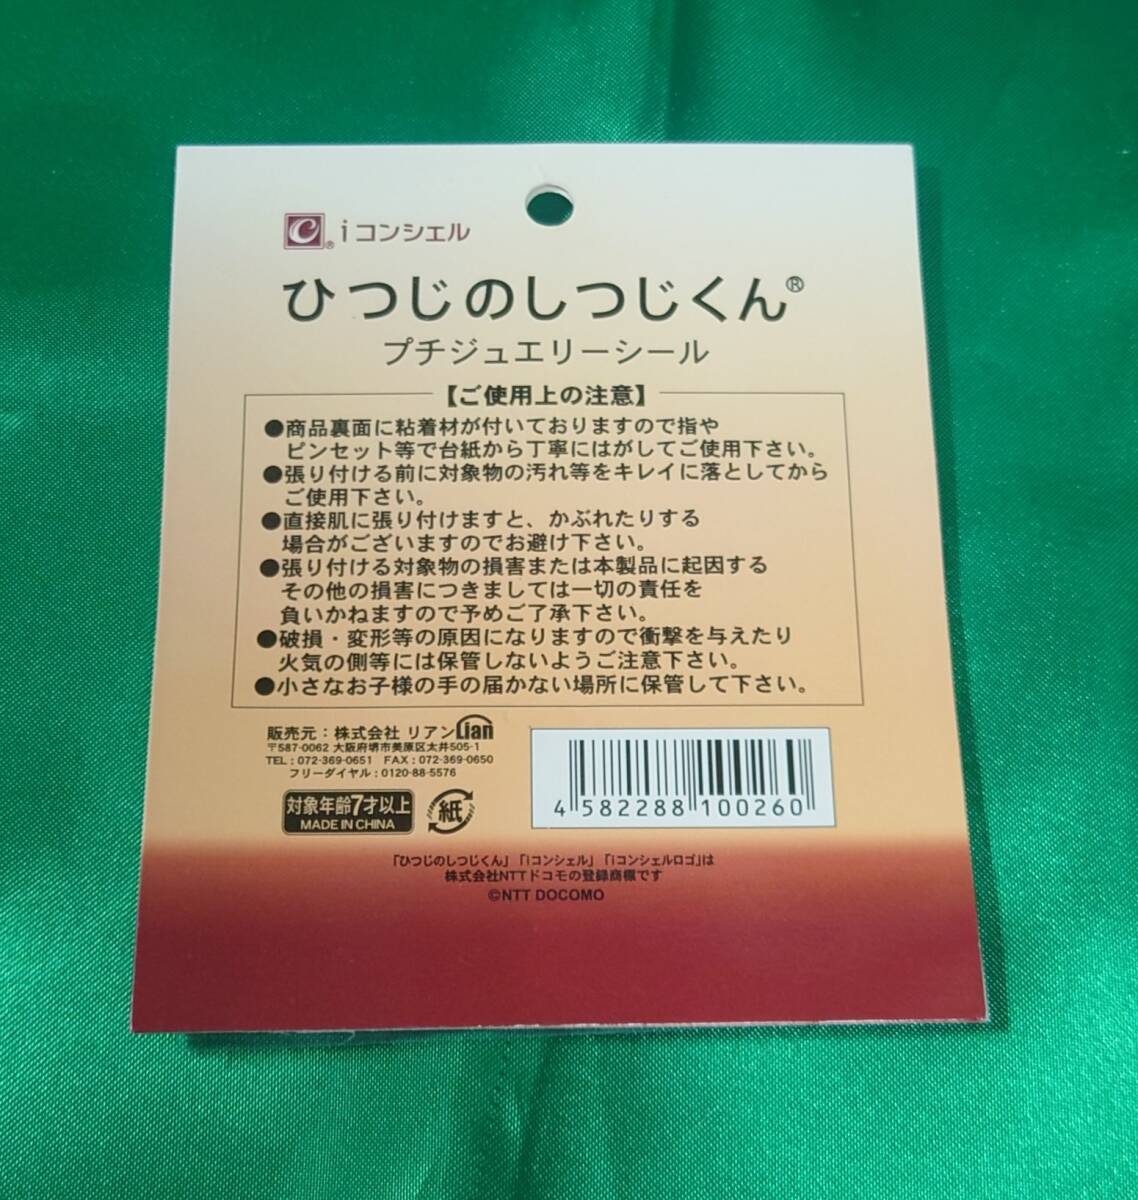 C® iコンシェル
ひつじのしつじくん®
プチジュエリーシール
【ご使用上の注意】
●商品裏面に粘着材が付いておりますので指や
ピンセット等で台紙から丁寧にはがしてご使用下さい。
●張り付ける前に対象物の汚れ等をキレイに落としてから
ご使用下さい。
●直接肌に張り付けますと、かぶれたりする
場合がございますのでお避け下さい。
●張り付ける対象物の損害または本製品に起因する
その他の損害につきましては一切の責任を
負いかねますので予めご了承下さい。
●破損・変形等の原因になりますので衝撃を与えたり
火気の側等には保管しないようご注意下さい。
●小さなお子様の手の届かない場所に保管して下さい。
販売元：株式会社 リアン Lian
〒587-0062 大阪府堺市美原区太井505-1
TEL：072-369-0651 FAX：072-369-0650
フリーダイヤル：0120-88-5576
対象年齢7才以上
MADE IN CHINA
紙
4 582288 100260
「ひつじのしつじくん」「iコンシェル」「iコンシェルロゴ」は
株式会社NTTドコモの登録商標です
©NTT DOCOMO